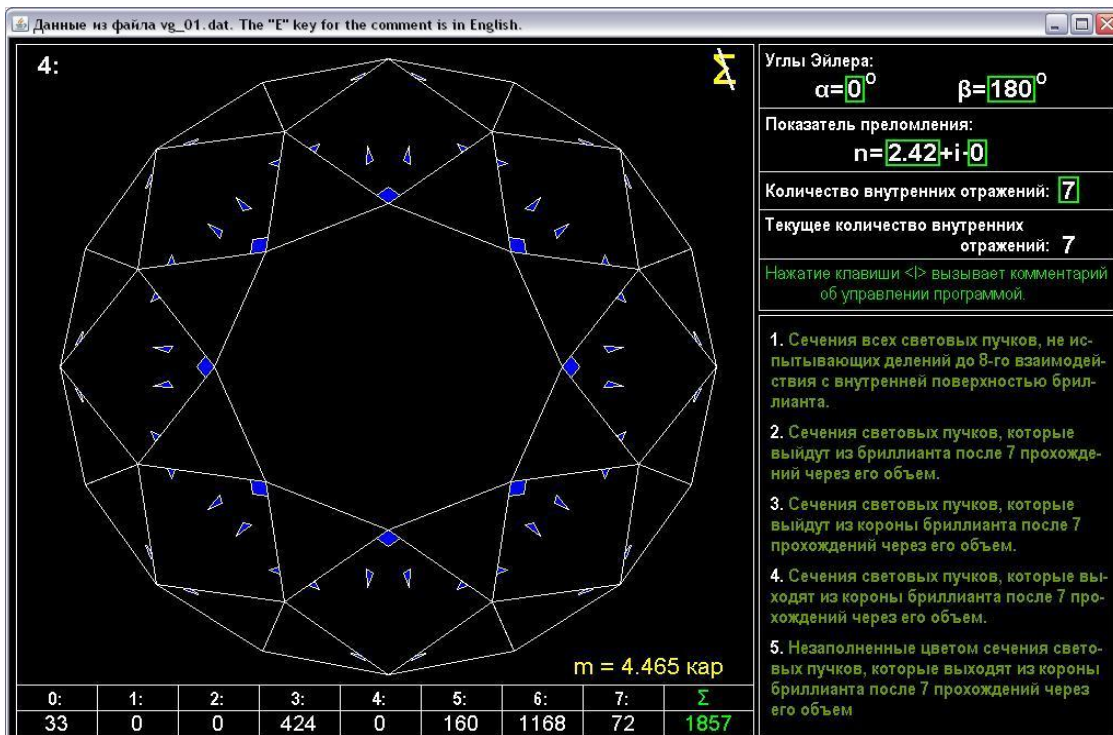 Данные из файла vg_01.dat. The "E" key for the comment is in English.
4:
Σ
m = 4.465 кар
0: 1: 2: 3: 4: 5: 6: 7: Σ
33 0 0 424 0 160 1168 72 1857
Углы Эйлера:
α=0° β=180°
Показатель преломления:
n=2.42+i·0
Количество внутренних отражений: 7
Текущее количество внутренних
отражений: 7
Нажатие клавиши <I> вызывает комментарий
об управлении программой.
1. Сечения всех световых пучков, не ис-
пытывающих делений до 8-го взаимодей-
ствия с внутренней поверхностью брил-
лианта.
2. Сечения световых пучков, которые
выйдут из бриллианта после 7 прохожде-
ний через его объем.
3. Сечения световых пучков, которые
выйдут из короны бриллианта после 7
прохождений через его объем.
4. Сечения световых пучков, которые вы-
ходят из короны бриллианта после 7 про-
хождений через его объем.
5. Незаполненные цветом сечения свето-
вых пучков, которые выходят из короны
бриллианта после 7 прохождений через
его объем